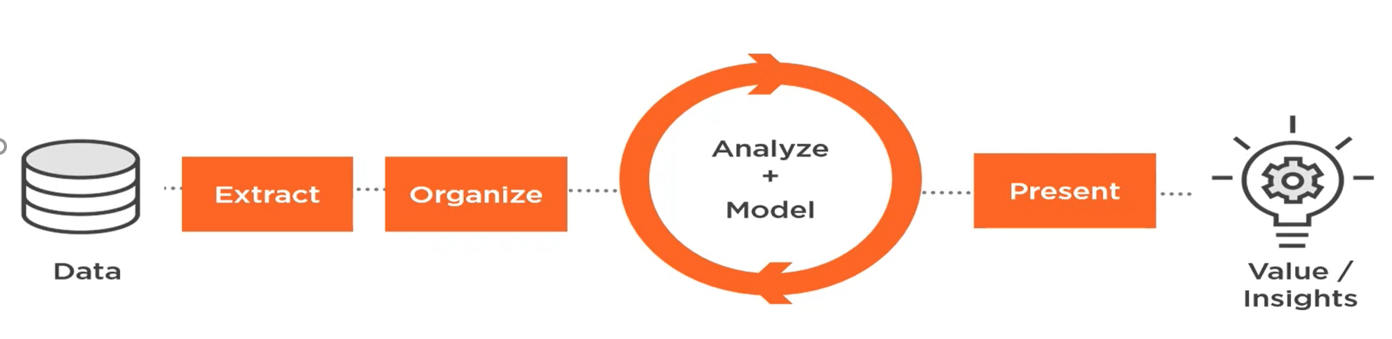 Data
Extract
Organize
Analyze
+
Model
Present
Value /
Insights